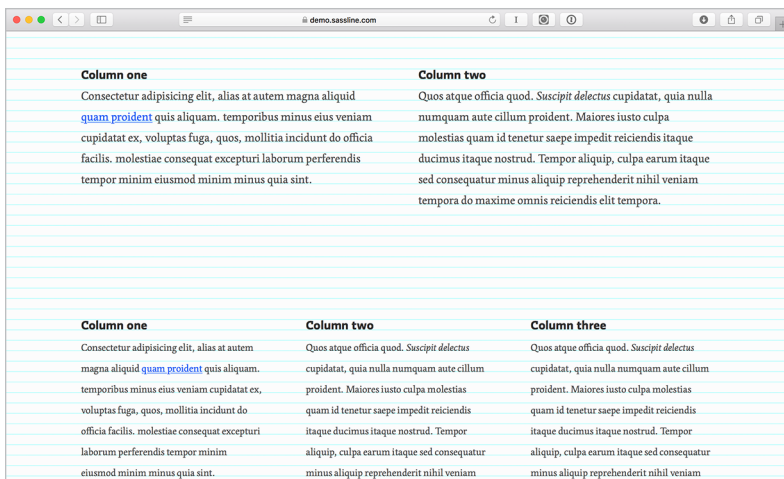 demo.sassline.com
Column one
Consectetur adipisicing elit, alias at autem magna aliquid
quam proident quis aliquam. temporibus minus eius veniam
cupidatat ex, voluptas fuga, quos, mollitia incidunt do officia
facilis. molestiae consequat excepturi laborum perferendis
tempor minim eiusmod minim minus quia sint.
Column two
Quos atque officia quod. Suscipit delectus cupidatat, quia nulla
numquam aute cillum proident. Maiores iusto culpa
molestias quam id tenetur saepe impedit reiciendis itaque
ducimus itaque nostrud. Tempor aliquip, culpa earum itaque
sed consequatur minus aliquip reprehenderit nihil veniam
tempora do maxime omnis reiciendis elit tempora.
Column one
Consectetur adipisicing elit, alias at autem
magna aliquid quam proident quis aliquam.
temporibus minus eius veniam cupidatat ex,
voluptas fuga, quos, mollitia incidunt do
officia facilis. molestiae consequat excepturi
laborum perferendis tempor minim
eiusmod minim minus quia sint.
Column two
Quos atque officia quod. Suscipit delectus
cupidatat, quia nulla numquam aute cillum
proident. Maiores iusto culpa molestias
quam id tenetur saepe impedit reiciendis
itaque ducimus itaque nostrud. Tempor
aliquip, culpa earum itaque sed consequatur
minus aliquip reprehenderit nihil veniam
Column three
Quos atque officia quod. Suscipit delectus
cupidatat, quia nulla numquam aute cillum
proident. Maiores iusto culpa molestias
quam id tenetur saepe impedit reiciendis
itaque ducimus itaque nostrud. Tempor
aliquip, culpa earum itaque sed consequatur
minus aliquip reprehenderit nihil veniam